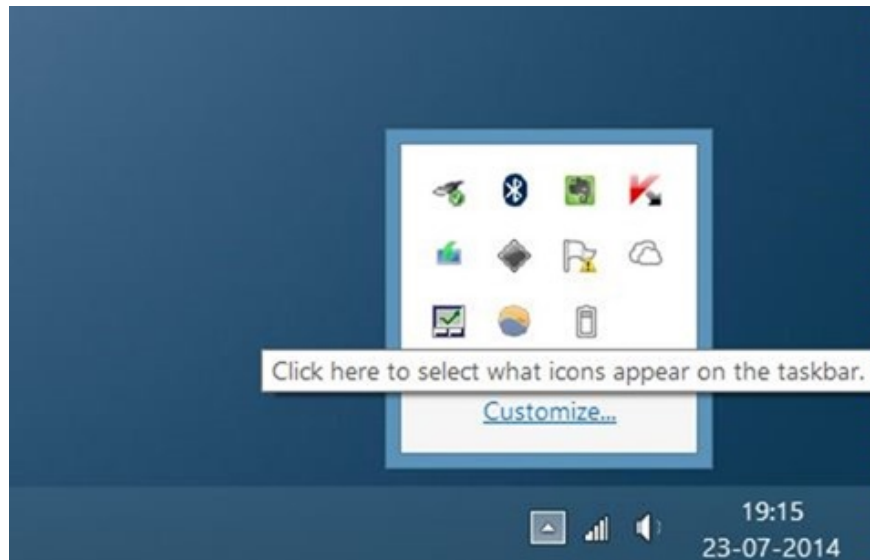 Click here to select what icons appear on the taskbar.
Customize...
19:15
23-07-2014